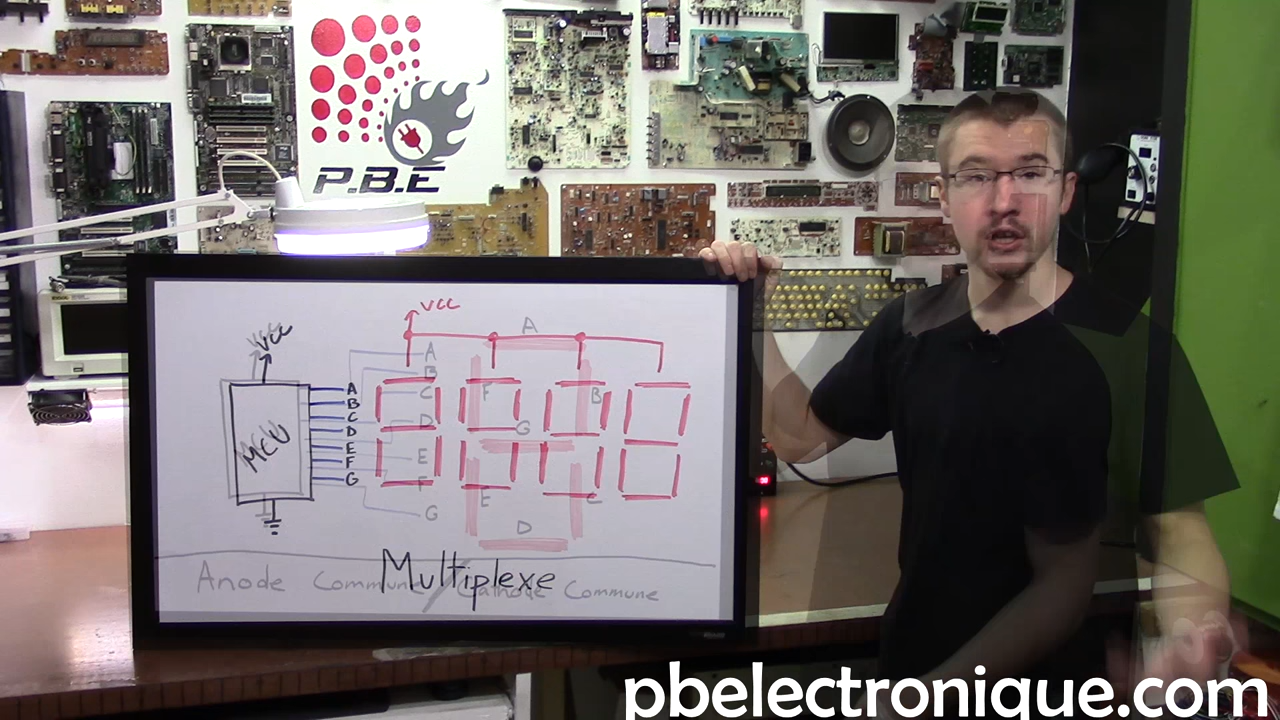 P.B.E
VCC
VCC
A
A
B
C
D
E
F
G
MCU
A
B
C
D
E
F
G
A
F
B
G
E
C
D
Multiplexe
Anode Commune / Cathode Commune
pbelectronique.com